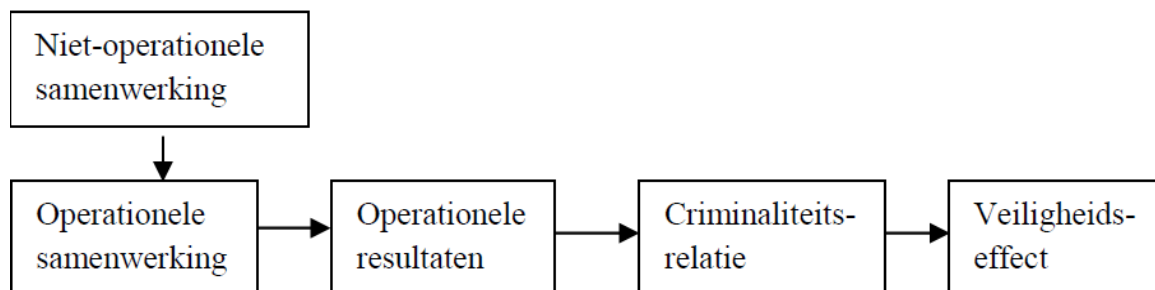 Niet-operationele
samenwerking
Operationele
samenwerking
Operationele
resultaten
Criminaliteits-
relatie
Veiligheids-
effect